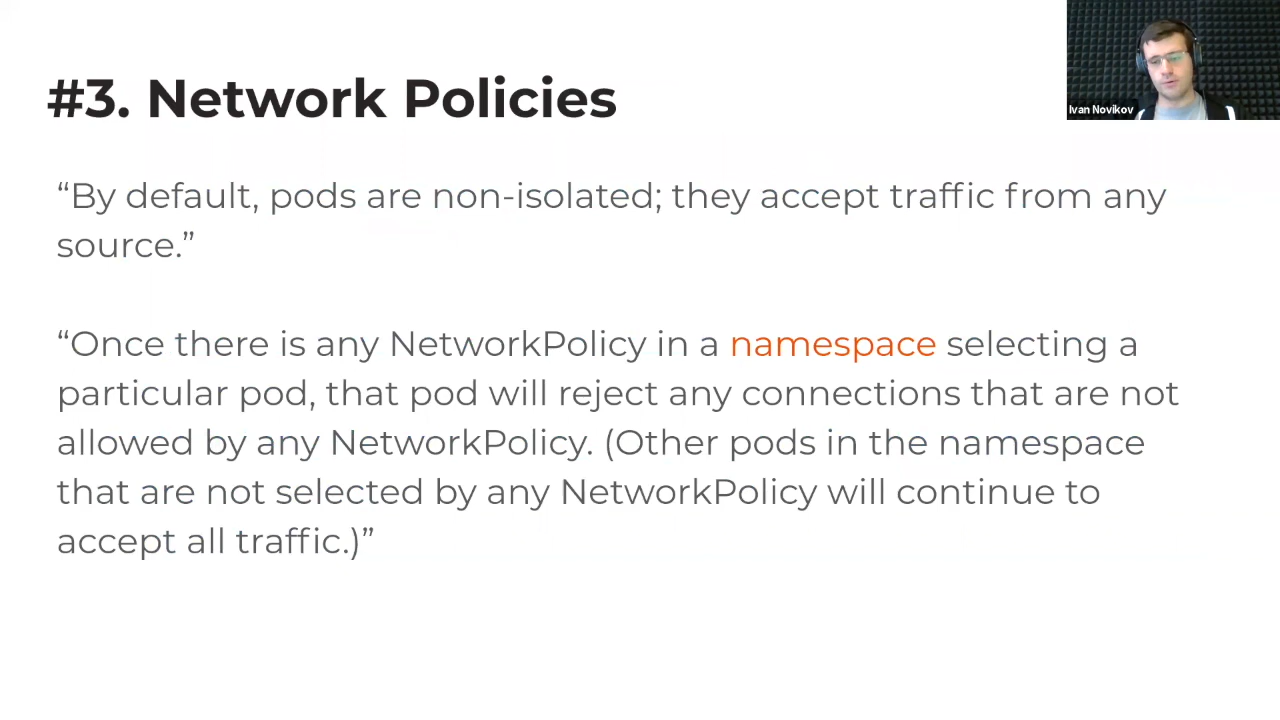 #3. Network Policies
Ivan Novikov
“By default, pods are non-isolated; they accept traffic from any
source.”
“Once there is any NetworkPolicy in a namespace selecting a
particular pod, that pod will reject any connections that are not
allowed by any NetworkPolicy. (Other pods in the namespace
that are not selected by any NetworkPolicy will continue to
accept all traffic.)”